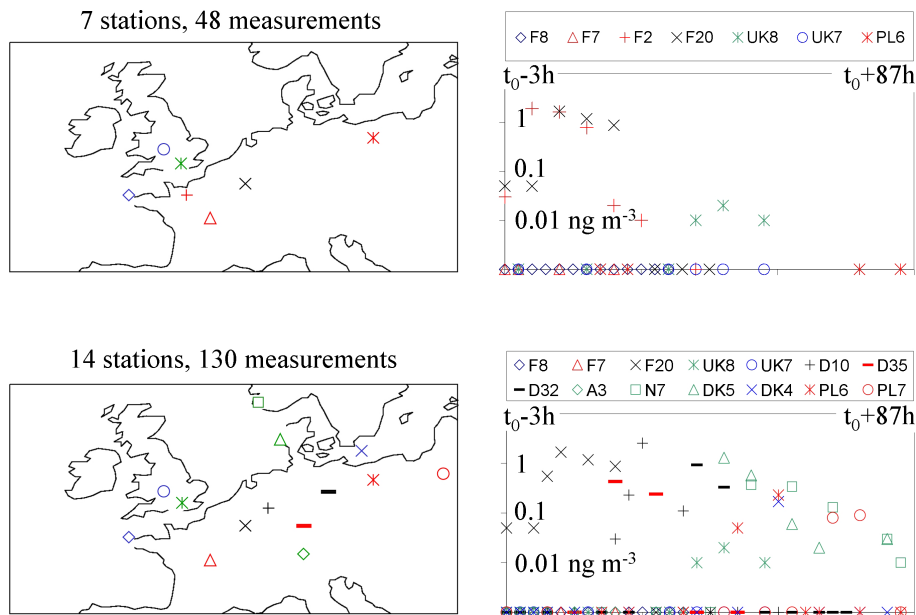 7 stations, 48 measurements
F8 F7 F2 F20 UK8 UK7 PL6
t₀-3h t₀+87h
1
0.1
0.01 ng m⁻³
14 stations, 130 measurements
F8 F7 F20 UK8 UK7 D10 D35
D32 A3 N7 DK5 DK4 PL6 PL7
t₀-3h t₀+87h
1
0.1
0.01 ng m⁻³